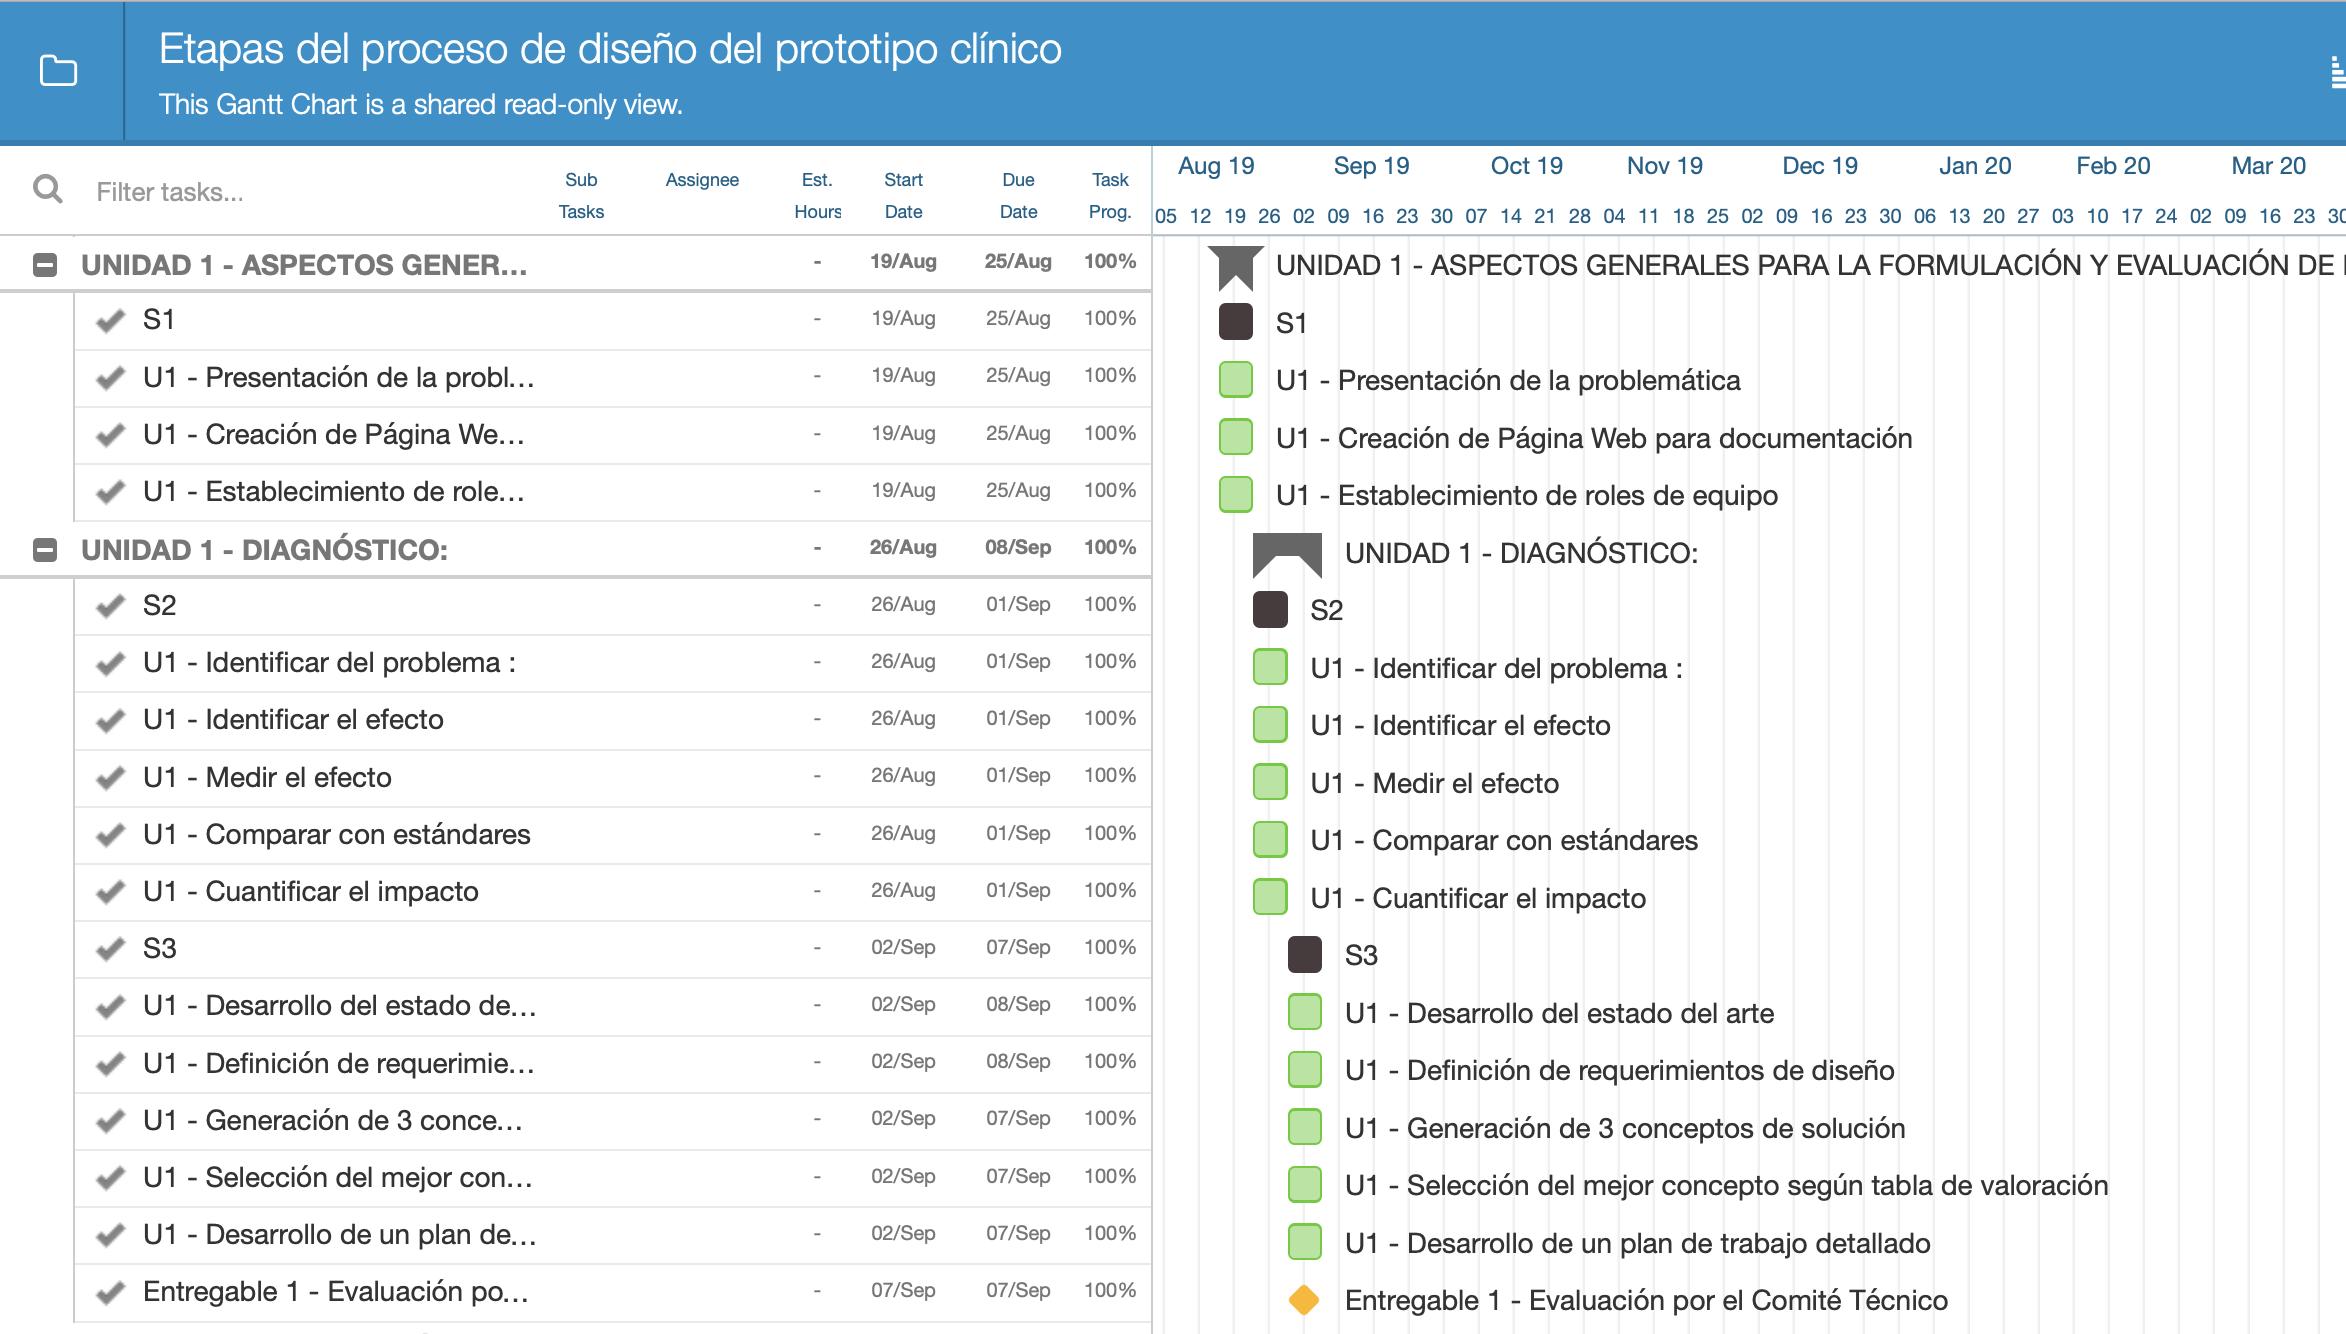 Etapas del proceso de diseño del prototipo clínico
This Gantt Chart is a shared read-only view.
Filter tasks...
Sub Tasks
Assignee
Est. Hours
Start Date
Due Date
Task Prog.
Aug 19 Sep 19 Oct 19 Nov 19 Dec 19 Jan 20 Feb 20 Mar 20
05 12 19 26 02 09 16 23 30 07 14 21 28 04 11 18 25 02 09 16 23 30 06 13 20 27 03 10 17 24 02 09 16 23 30
UNIDAD 1 - ASPECTOS GENER... - 19/Aug 25/Aug 100% UNIDAD 1 - ASPECTOS GENERALES PARA LA FORMULACIÓN Y EVALUACIÓN DE
S1 - 19/Aug 25/Aug 100% S1
U1 - Presentación de la probl... - 19/Aug 25/Aug 100% U1 - Presentación de la problemática
U1 - Creación de Página We... - 19/Aug 25/Aug 100% U1 - Creación de Página Web para documentación
U1 - Establecimiento de role... - 19/Aug 25/Aug 100% U1 - Establecimiento de roles de equipo
UNIDAD 1 - DIAGNÓSTICO: - 26/Aug 08/Sep 100% UNIDAD 1 - DIAGNÓSTICO:
S2 - 26/Aug 01/Sep 100% S2
U1 - Identificar del problema : - 26/Aug 01/Sep 100% U1 - Identificar del problema :
U1 - Identificar el efecto - 26/Aug 01/Sep 100% U1 - Identificar el efecto
U1 - Medir el efecto - 26/Aug 01/Sep 100% U1 - Medir el efecto
U1 - Comparar con estándares - 26/Aug 01/Sep 100% U1 - Comparar con estándares
U1 - Cuantificar el impacto - 26/Aug 01/Sep 100% U1 - Cuantificar el impacto
S3 - 02/Sep 07/Sep 100% S3
U1 - Desarrollo del estado de... - 02/Sep 08/Sep 100% U1 - Desarrollo del estado del arte
U1 - Definición de requerimie... - 02/Sep 08/Sep 100% U1 - Definición de requerimientos de diseño
U1 - Generación de 3 conce... - 02/Sep 07/Sep 100% U1 - Generación de 3 conceptos de solución
U1 - Selección del mejor con... - 02/Sep 07/Sep 100% U1 - Selección del mejor concepto según tabla de valoración
U1 - Desarrollo de un plan de... - 02/Sep 07/Sep 100% U1 - Desarrollo de un plan de trabajo detallado
Entregable 1 - Evaluación po... - 07/Sep 07/Sep 100% Entregable 1 - Evaluación por el Comité Técnico